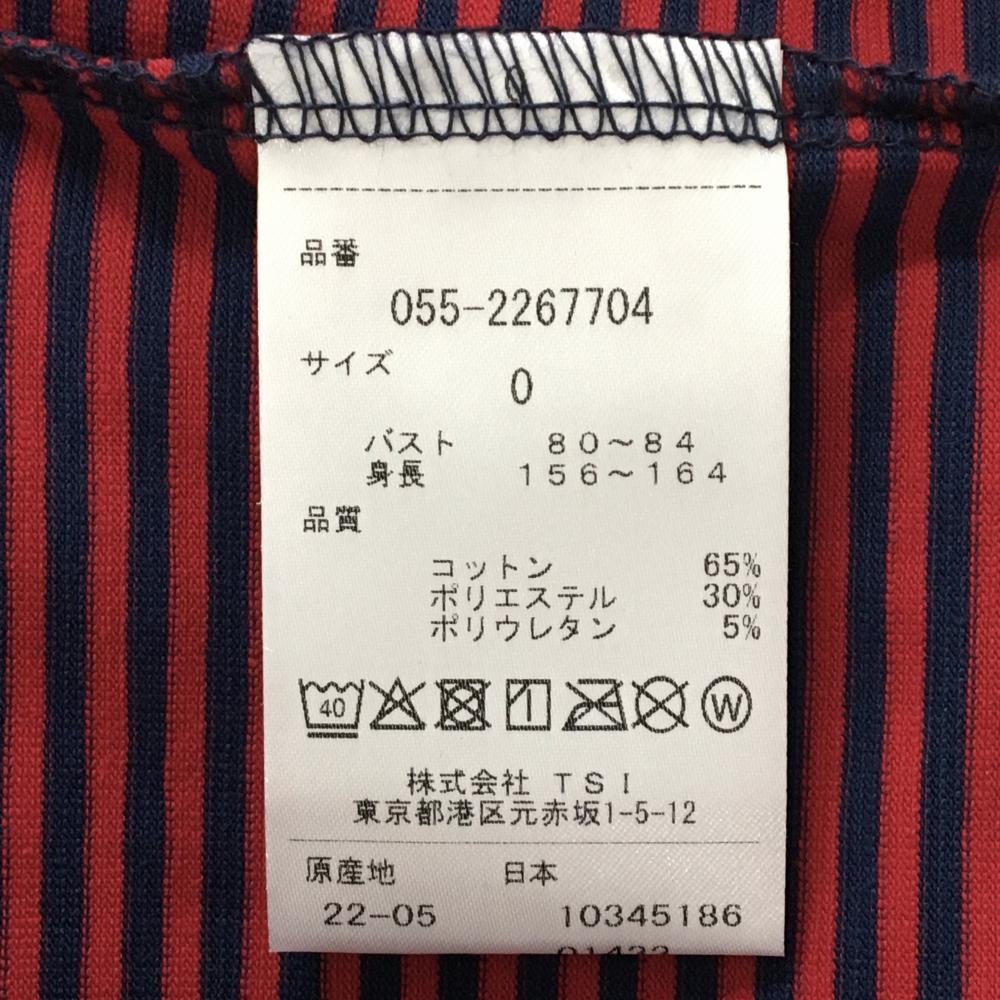 品番
055-2267704
サイズ
0
バスト 80〜84
身長 156〜164
品質
コットン 65%
ポリエステル 30%
ポリウレタン 5%
40 1 W
株式会社 TSI
東京都港区元赤坂1-5-12
原産地 日本
22-05 10345186